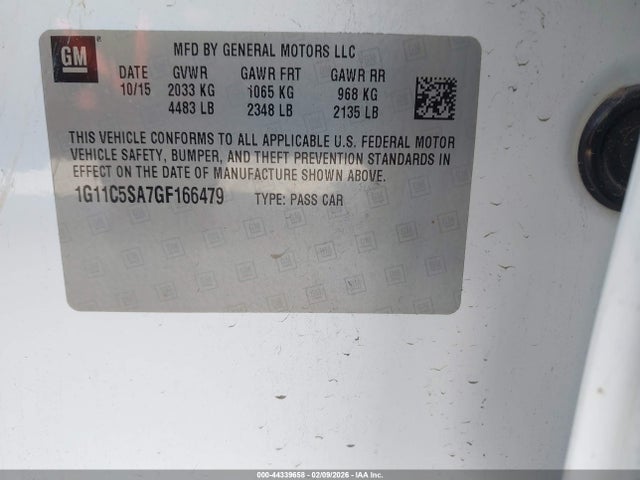 GM
MFD BY GENERAL MOTORS LLC
DATE GVWR GAWR FRT GAWR RR
10/15 2033 KG 1065 KG 968 KG
4483 LB 2348 LB 2135 LB
THIS VEHICLE CONFORMS TO ALL APPLICABLE U.S. FEDERAL MOTOR
VEHICLE SAFETY, BUMPER, AND THEFT PREVENTION STANDARDS IN
EFFECT ON THE DATE OF MANUFACTURE SHOWN ABOVE.
1G11C5SA7GF166479 TYPE: PASS CAR
000-44339658 - 02/09/2026 - IAA Inc.